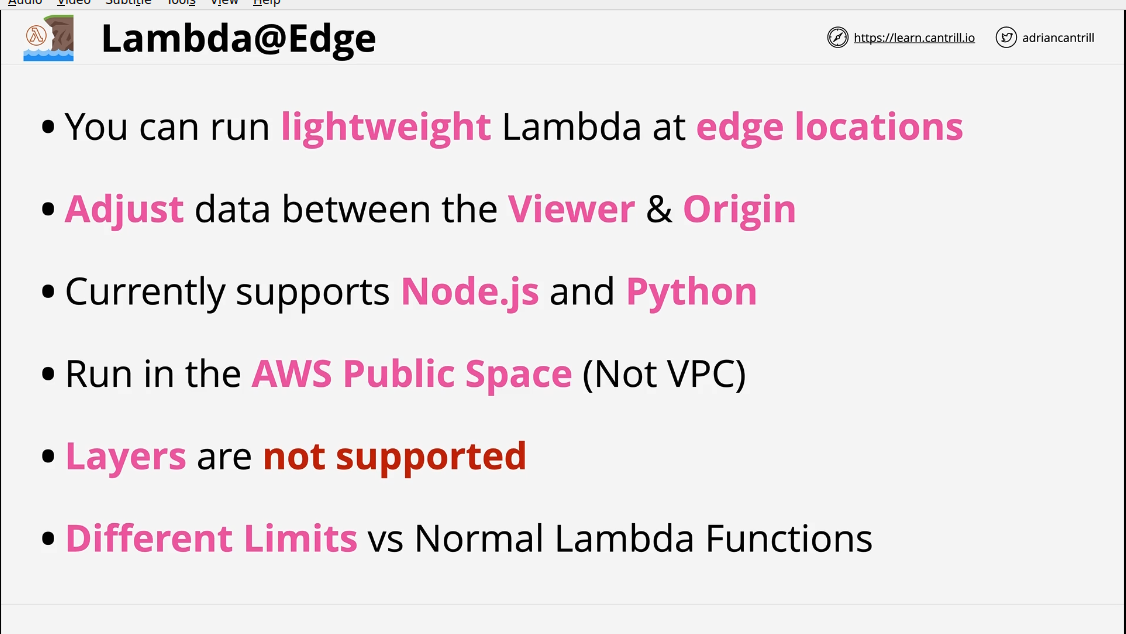 Audio Video Subtitle Tools View Help
Lambda@Edge
https://learn.cantrill.io
adriancantrill
• You can run lightweight Lambda at edge locations
• Adjust data between the Viewer & Origin
• Currently supports Node.js and Python
• Run in the AWS Public Space (Not VPC)
• Layers are not supported
• Different Limits vs Normal Lambda Functions